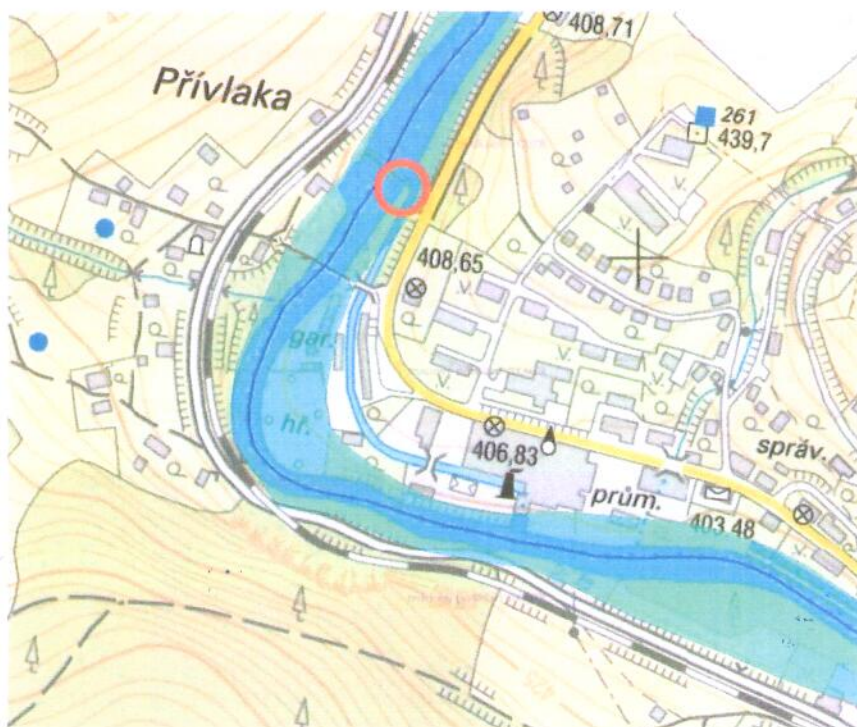 408,71
Přívlaka
261
439,7
408,65
gar.
hř.
406,83
správ.
prům.
403,48
V.
V.
V.
V.
V.
V.
V.
V.